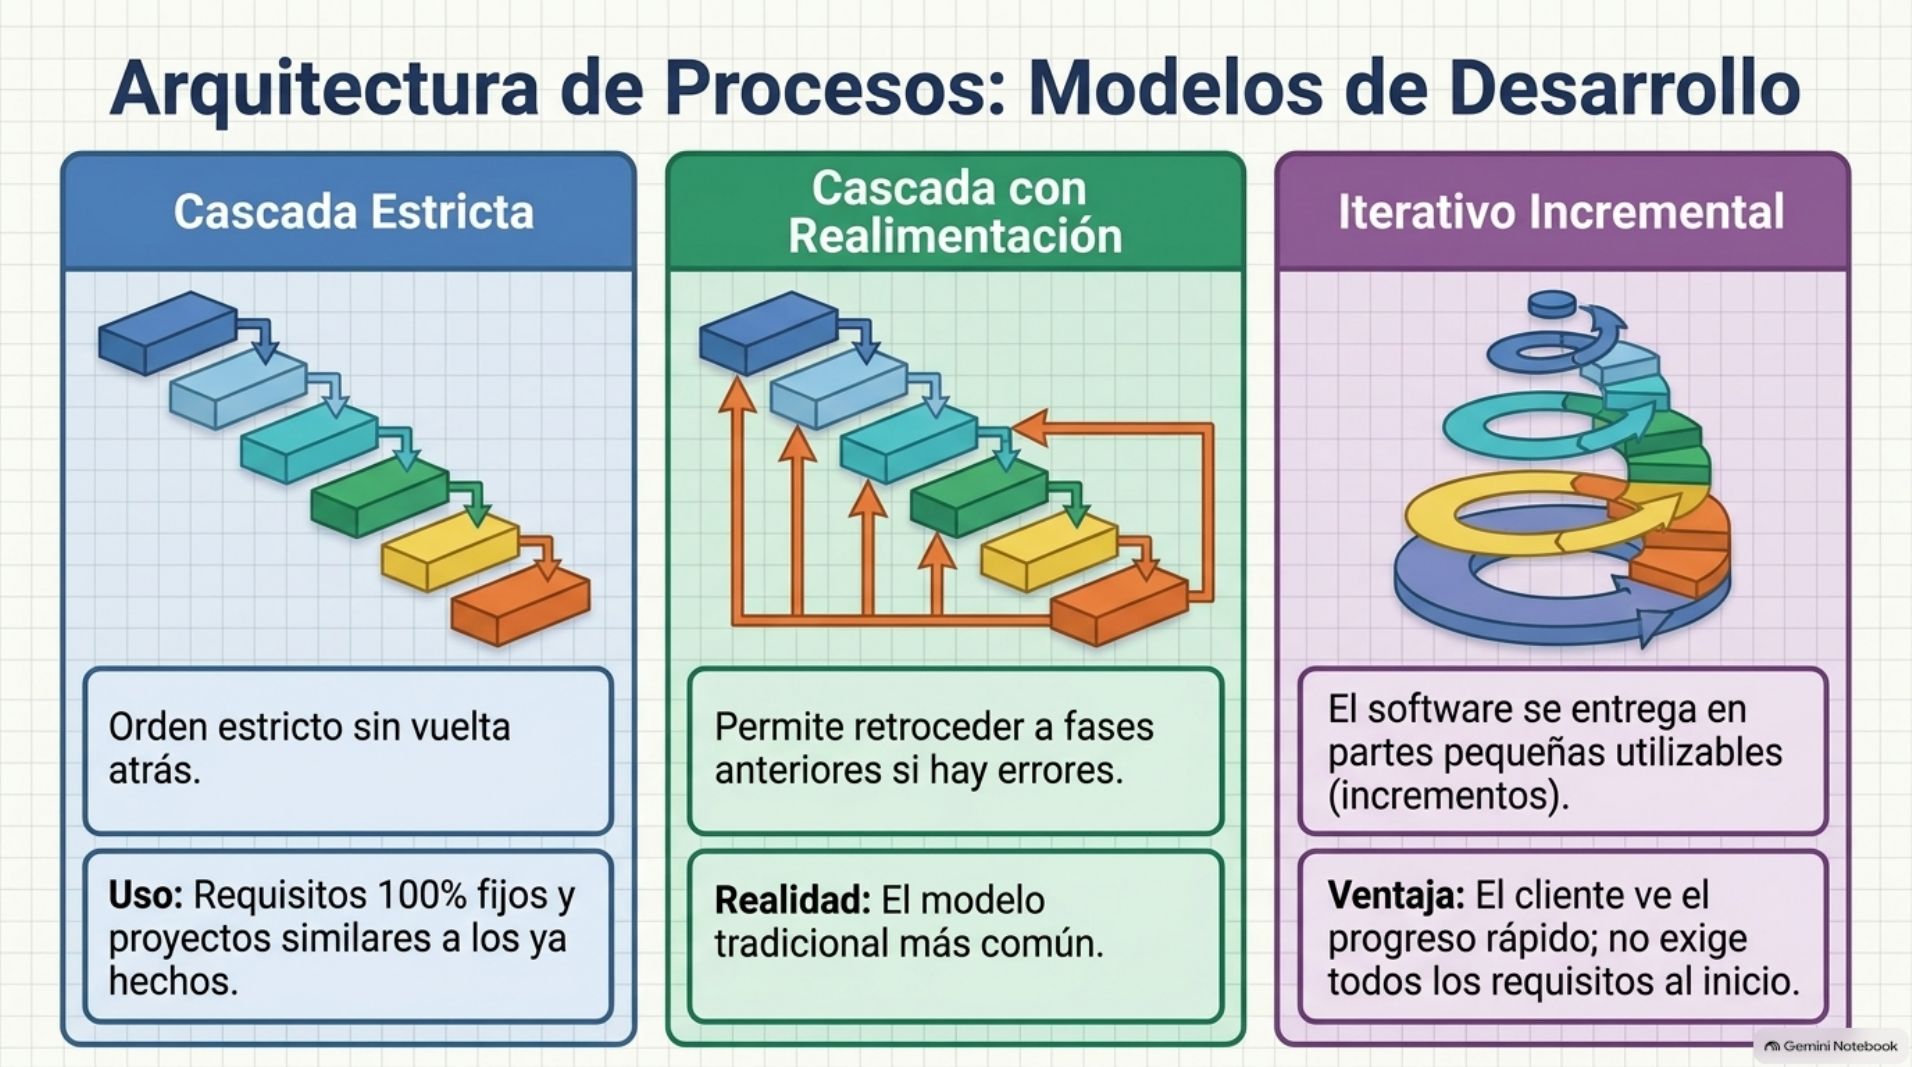 Arquitectura de Procesos: Modelos de Desarrollo
Cascada Estricta
Orden estricto sin vuelta
atrás.
Uso: Requisitos 100% fijos y
proyectos similares a los ya
hechos.
Cascada con
Realimentación
Permite retroceder a fases
anteriores si hay errores.
Realidad: El modelo
tradicional más común.
Iterativo Incremental
El software se entrega en
partes pequeñas utilizables
(incrementos).
Ventaja: El cliente ve el
progreso rápido; no exige
todos los requisitos al inicio.
Gemini Notebook